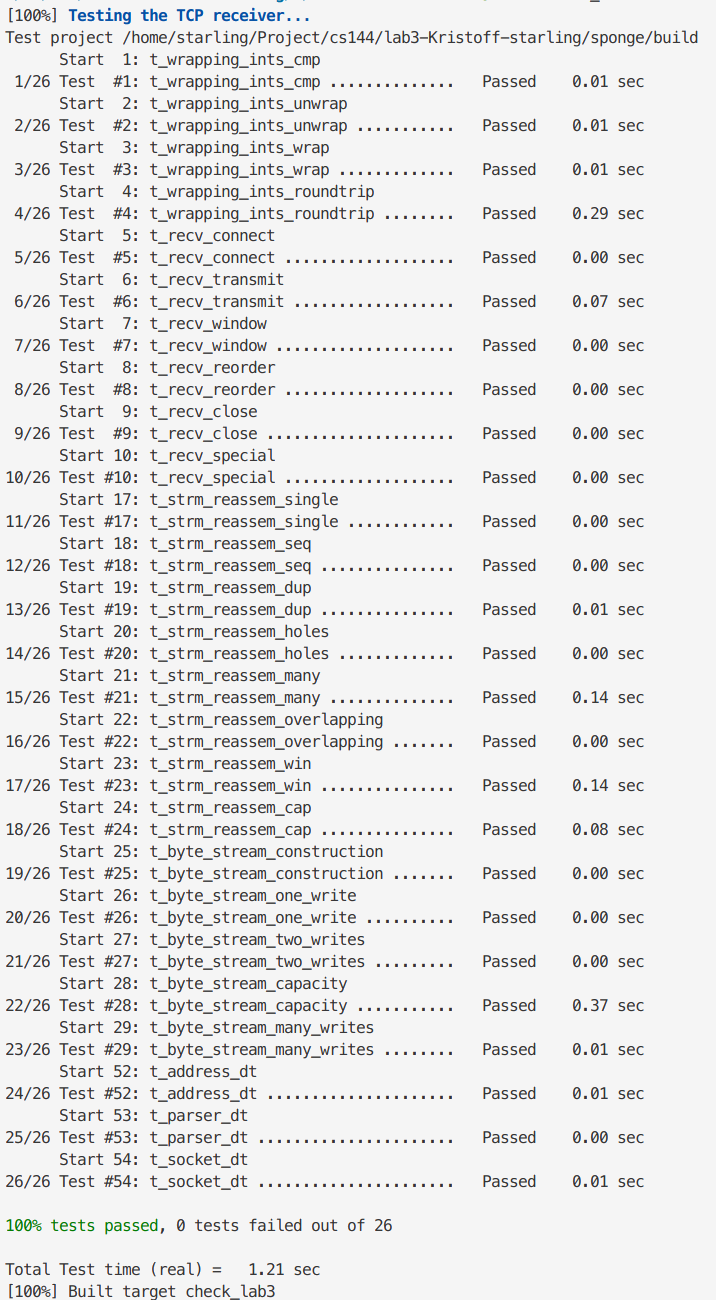 [100%] Testing the TCP receiver...
Test project /home/starling/Project/cs144/lab3-Kristoff-starling/sponge/build
      Start  1: t_wrapping_ints_cmp
 1/26 Test  #1: t_wrapping_ints_cmp ..............   Passed    0.01 sec
      Start  2: t_wrapping_ints_unwrap
 2/26 Test  #2: t_wrapping_ints_unwrap ...........   Passed    0.01 sec
      Start  3: t_wrapping_ints_wrap
 3/26 Test  #3: t_wrapping_ints_wrap .............   Passed    0.01 sec
      Start  4: t_wrapping_ints_roundtrip
 4/26 Test  #4: t_wrapping_ints_roundtrip ........   Passed    0.29 sec
      Start  5: t_recv_connect
 5/26 Test  #5: t_recv_connect ...................   Passed    0.00 sec
      Start  6: t_recv_transmit
 6/26 Test  #6: t_recv_transmit ..................   Passed    0.07 sec
      Start  7: t_recv_window
 7/26 Test  #7: t_recv_window ....................   Passed    0.00 sec
      Start  8: t_recv_reorder
 8/26 Test  #8: t_recv_reorder ...................   Passed    0.00 sec
      Start  9: t_recv_close
 9/26 Test  #9: t_recv_close .....................   Passed    0.00 sec
      Start 10: t_recv_special
10/26 Test #10: t_recv_special ...................   Passed    0.00 sec
      Start 17: t_strm_reassem_single
11/26 Test #17: t_strm_reassem_single ............   Passed    0.00 sec
      Start 18: t_strm_reassem_seq
12/26 Test #18: t_strm_reassem_seq ...............   Passed    0.00 sec
      Start 19: t_strm_reassem_dup
13/26 Test #19: t_strm_reassem_dup ...............   Passed    0.01 sec
      Start 20: t_strm_reassem_holes
14/26 Test #20: t_strm_reassem_holes .............   Passed    0.00 sec
      Start 21: t_strm_reassem_many
15/26 Test #21: t_strm_reassem_many ..............   Passed    0.14 sec
      Start 22: t_strm_reassem_overlapping
16/26 Test #22: t_strm_reassem_overlapping .......   Passed    0.00 sec
      Start 23: t_strm_reassem_win
17/26 Test #23: t_strm_reassem_win ...............   Passed    0.14 sec
      Start 24: t_strm_reassem_cap
18/26 Test #24: t_strm_reassem_cap ...............   Passed    0.08 sec
      Start 25: t_byte_stream_construction
19/26 Test #25: t_byte_stream_construction .......   Passed    0.00 sec
      Start 26: t_byte_stream_one_write
20/26 Test #26: t_byte_stream_one_write ..........   Passed    0.00 sec
      Start 27: t_byte_stream_two_writes
21/26 Test #27: t_byte_stream_two_writes .........   Passed    0.00 sec
      Start 28: t_byte_stream_capacity
22/26 Test #28: t_byte_stream_capacity ...........   Passed    0.37 sec
      Start 29: t_byte_stream_many_writes
23/26 Test #29: t_byte_stream_many_writes ........   Passed    0.01 sec
      Start 52: t_address_dt
24/26 Test #52: t_address_dt .....................   Passed    0.01 sec
      Start 53: t_parser_dt
25/26 Test #53: t_parser_dt ......................   Passed    0.00 sec
      Start 54: t_socket_dt
26/26 Test #54: t_socket_dt ......................   Passed    0.01 sec
100% tests passed, 0 tests failed out of 26
Total Test time (real) =   1.21 sec
[100%] Built target check_lab3